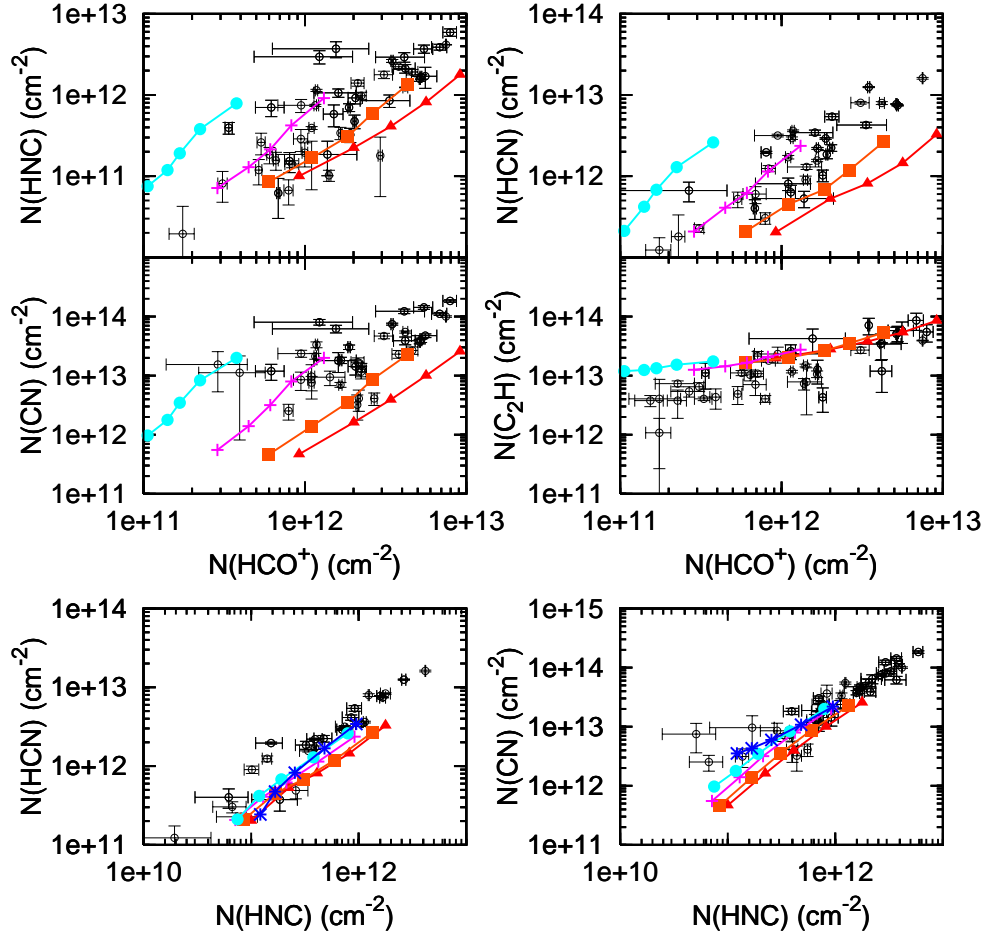 1e+13
1e+12
1e+11
N(HNC) (cm⁻²)
1e+14
1e+13
1e+12
N(HCN) (cm⁻²)
1e+14
1e+13
1e+12
1e+11
N(CN) (cm⁻²)
1e+11 1e+12 1e+13
N(HCO⁺) (cm⁻²)
1e+14
1e+13
1e+12
1e+11
N(C₂H) (cm⁻²)
1e+11 1e+12 1e+13
N(HCO⁺) (cm⁻²)
1e+14
1e+13
1e+12
1e+11
N(HCN) (cm⁻²)
1e+10 1e+12
N(HNC) (cm⁻²)
1e+15
1e+14
1e+13
1e+12
1e+11
N(CN) (cm⁻²)
1e+10 1e+12
N(HNC) (cm⁻²)